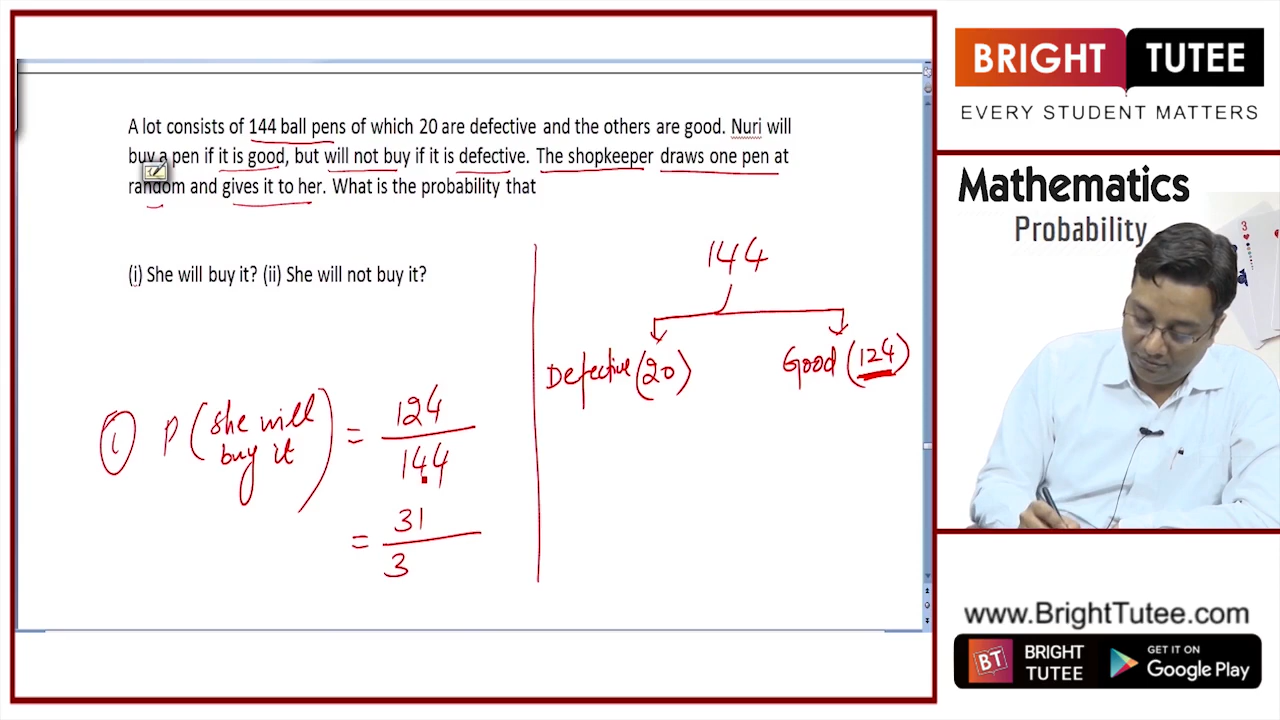 A lot consists of 144 ball pens of which 20 are defective and the others are good. Nuri will
buy a pen if it is good, but will not buy if it is defective. The shopkeeper draws one pen at
random and gives it to her. What is the probability that
(i) She will buy it? (ii) She will not buy it?
144
Defective (20)
Good (124)
(i) P (she will
buy it) = 124
144
= 31
3
BRIGHT TUTEE
EVERY STUDENT MATTERS
Mathematics
Probability
3
www.BrightTutee.com
BT BRIGHT
TUTEE
GET IT ON
Google Play